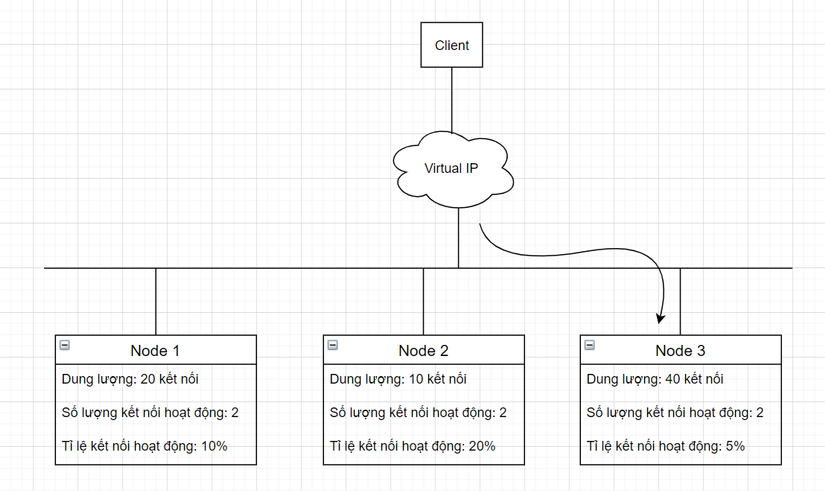 Client
Virtual IP
Node 1
Dung lượng: 20 kết nối
Số lượng kết nối hoạt động: 2
Tỉ lệ kết nối hoạt động: 10%
Node 2
Dung lượng: 10 kết nối
Số lượng kết nối hoạt động: 2
Tỉ lệ kết nối hoạt động: 20%
Node 3
Dung lượng: 40 kết nối
Số lượng kết nối hoạt động: 2
Tỉ lệ kết nối hoạt động: 5%